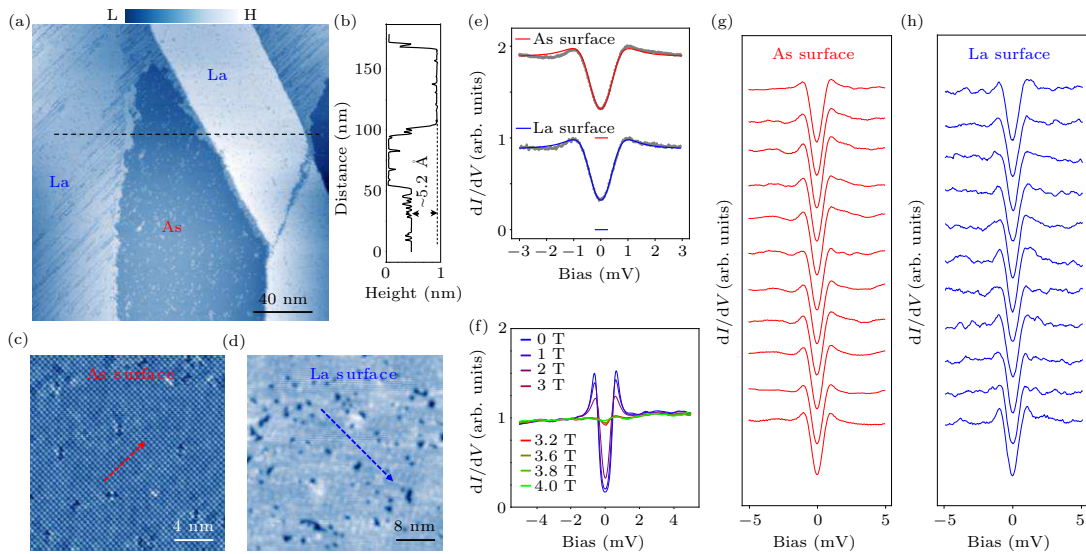 (a)
L
H
La
La
As
40 nm
(b)
Distance (nm)
150
100
50
0
~5.2 Å
0
1
Height (nm)
(c)
As surface
4 nm
(d)
La surface
8 nm
(e)
dI/dV (arb. units)
2
1
0
As surface
La surface
−3 −2 −1 0 1 2 3
Bias (mV)
(f)
dI/dV (arb. units)
2
1
0
0 T
1 T
2 T
3 T
3.2 T
3.6 T
3.8 T
4.0 T
−4 −2 0 2 4
Bias (mV)
(g)
As surface
dI/dV (arb. units)
−5 0 5
Bias (mV)
(h)
La surface
dI/dV (arb. units)
−5 0 5
Bias (mV)